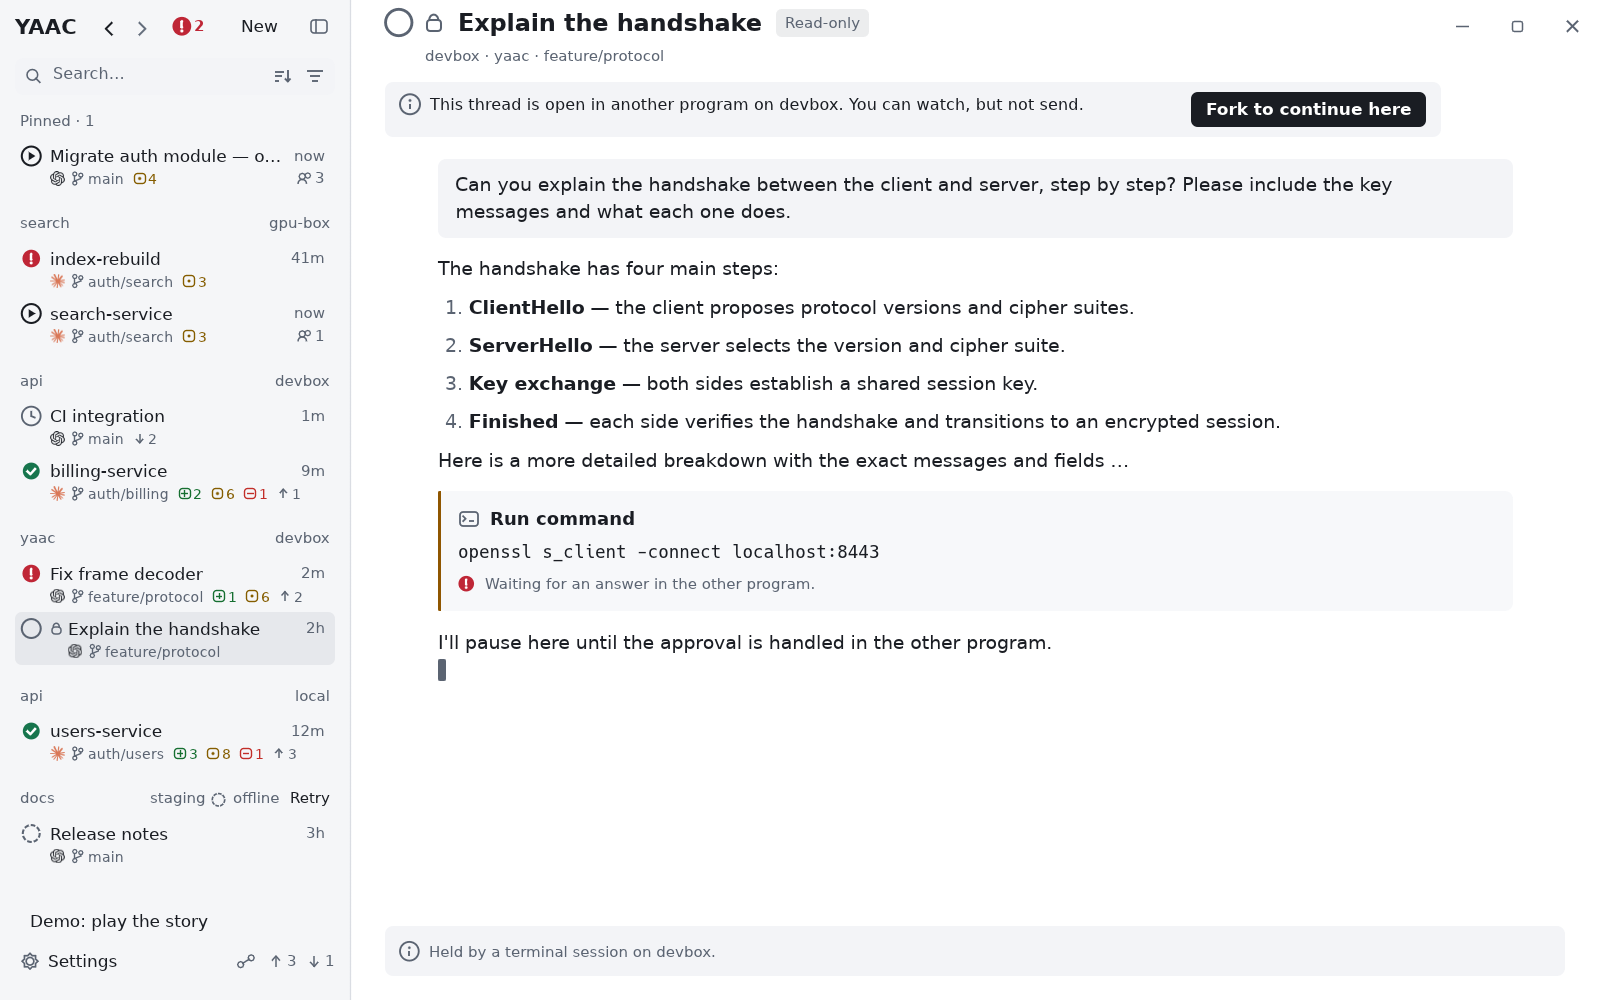 YAAC
2
New
Search…
Pinned · 1
Migrate auth module — o… now
main 4 3
search gpu-box
index-rebuild 41m
auth/search 3
search-service now
auth/search 3 1
api devbox
CI integration 1m
main 2
billing-service 9m
auth/billing 2 6 1 1
yaac devbox
Fix frame decoder 2m
feature/protocol 1 6 2
Explain the handshake 2h
feature/protocol
api local
users-service 12m
auth/users 3 8 1 3
docs staging offline Retry
Release notes 3h
main
Demo: play the story
Settings 3 1
Explain the handshake Read-only
devbox · yaac · feature/protocol
This thread is open in another program on devbox. You can watch, but not send.
Fork to continue here
Can you explain the handshake between the client and server, step by step? Please include the key
messages and what each one does.
The handshake has four main steps:
1. ClientHello — the client proposes protocol versions and cipher suites.
2. ServerHello — the server selects the version and cipher suite.
3. Key exchange — both sides establish a shared session key.
4. Finished — each side verifies the handshake and transitions to an encrypted session.
Here is a more detailed breakdown with the exact messages and fields …
Run command
openssl s_client -connect localhost:8443
Waiting for an answer in the other program.
I'll pause here until the approval is handled in the other program.
Held by a terminal session on devbox.